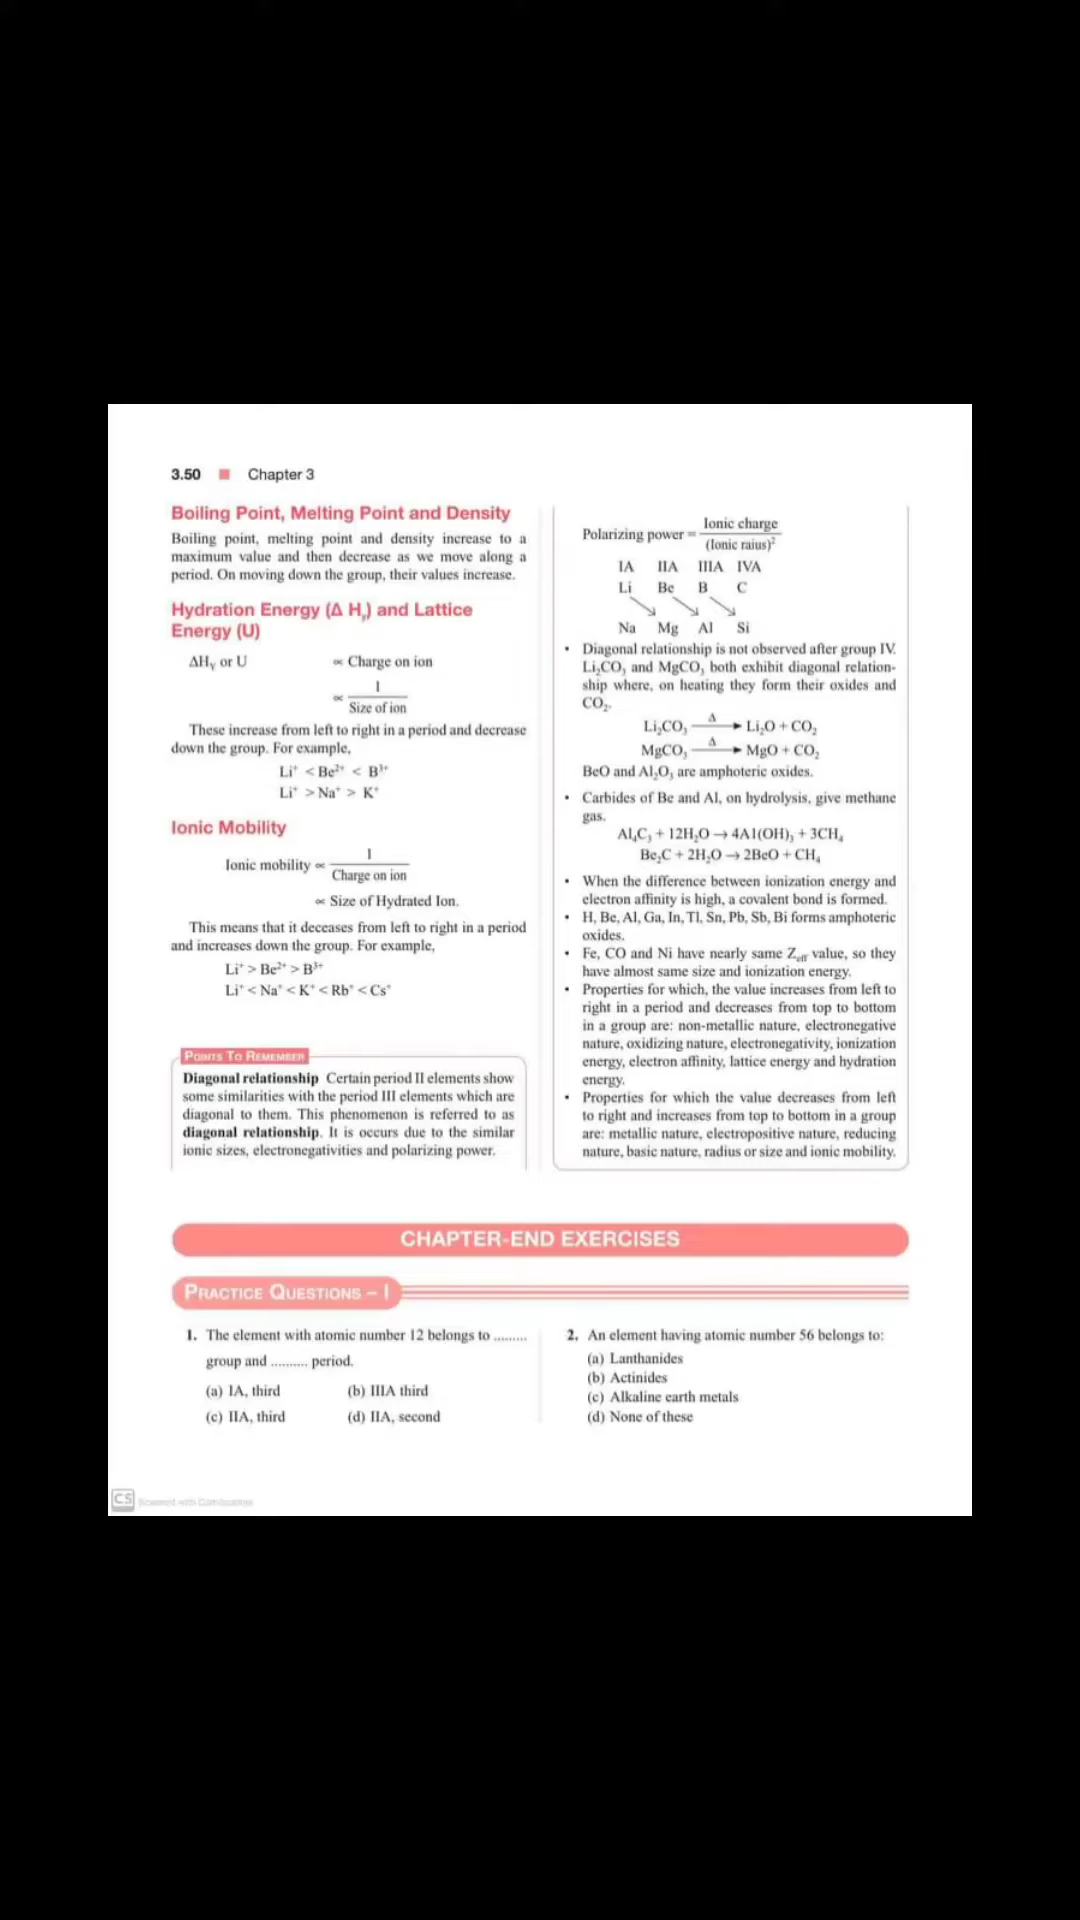 3.50 ■ Chapter 3
Boiling Point, Melting Point and Density
Boiling point, melting point and density increase to a
maximum value and then decrease as we move along a
period. On moving down the group, their values increase.
Hydration Energy (Δ Hᵧ) and Lattice
Energy (U)
ΔHᵧ or U ∝ Charge on ion
∝ 1 / Size of ion
These increase from left to right in a period and decrease
down the group. For example,
Li⁺ < Be²⁺ < B³⁺
Li⁺ > Na⁺ > K⁺
Ionic Mobility
Ionic mobility ∝ 1 / Charge on ion
∝ Size of Hydrated Ion.
This means that it deceases from left to right in a period
and increases down the group. For example,
Li⁺ > Be²⁺ > B³⁺
Li⁺ < Na⁺ < K⁺ < Rb⁺ < Cs⁺
POINTS TO REMEMBER
Diagonal relationship Certain period II elements show
some similarities with the period III elements which are
diagonal to them. This phenomenon is referred to as
diagonal relationship. It is occurs due to the similar
ionic sizes, electronegativities and polarizing power.
Polarizing power = Ionic charge / (Ionic raius)²
IA IIA IIIA IVA
Li Be B C
Na Mg Al Si
• Diagonal relationship is not observed after group IV.
Li₂CO₃ and MgCO₃ both exhibit diagonal relation-
ship where, on heating they form their oxides and
CO₂.
Li₂CO₃ —Δ→ Li₂O + CO₂
MgCO₃ —Δ→ MgO + CO₂
BeO and Al₂O₃ are amphoteric oxides.
• Carbides of Be and Al, on hydrolysis, give methane
gas.
Al₄C₃ + 12H₂O → 4A1(OH)₃ + 3CH₄
Be₂C + 2H₂O → 2BeO + CH₄
• When the difference between ionization energy and
electron affinity is high, a covalent bond is formed.
• H, Be, Al, Ga, In, Tl, Sn, Pb, Sb, Bi forms amphoteric
oxides.
• Fe, CO and Ni have nearly same Zeff value, so they
have almost same size and ionization energy.
• Properties for which, the value increases from left to
right in a period and decreases from top to bottom
in a group are: non-metallic nature, electronegative
nature, oxidizing nature, electronegativity, ionization
energy, electron affinity, lattice energy and hydration
energy.
• Properties for which the value decreases from left
to right and increases from top to bottom in a group
are: metallic nature, electropositive nature, reducing
nature, basic nature, radius or size and ionic mobility.
CHAPTER-END EXERCISES
PRACTICE QUESTIONS – I
1. The element with atomic number 12 belongs to .........
group and .......... period.
(a) IA, third (b) IIIA third
(c) IIA, third (d) IIA, second
2. An element having atomic number 56 belongs to:
(a) Lanthanides
(b) Actinides
(c) Alkaline earth metals
(d) None of these
CS Scanned with CamScanner